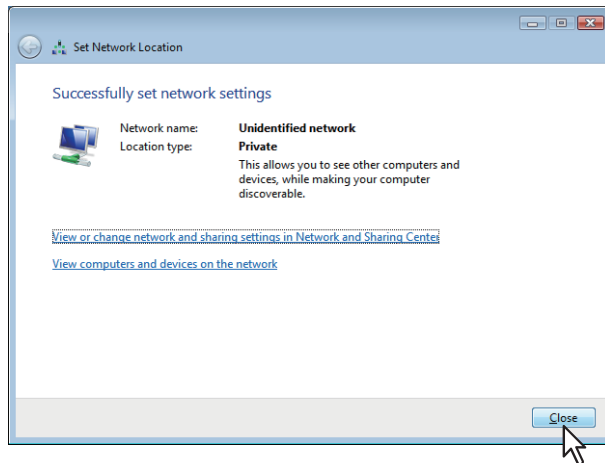 Set Network Location
Successfully set network settings
Network name: Unidentified network
Location type: Private
This allows you to see other computers and
devices, while making your computer
discoverable.
View or change network and sharing settings in Network and Sharing Center
View computers and devices on the network
Close